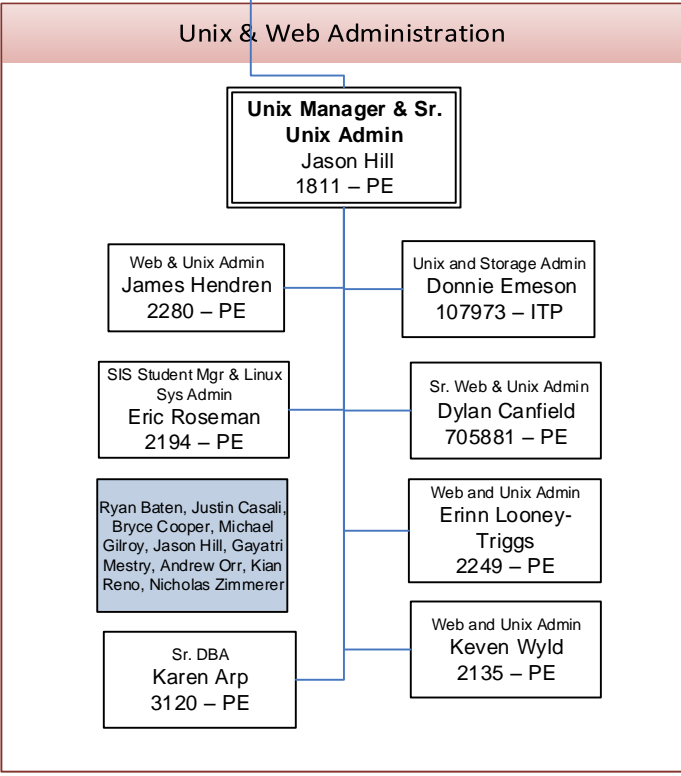 Unix & Web Administration
Unix Manager & Sr.
Unix Admin
Jason Hill
1811 – PE
Web & Unix Admin
James Hendren
2280 – PE
Unix and Storage Admin
Donnie Emeson
107973 – ITP
SIS Student Mgr & Linux
Sys Admin
Eric Roseman
2194 – PE
Sr. Web & Unix Admin
Dylan Canfield
705881 – PE
Ryan Baten, Justin Casali,
Bryce Cooper, Michael
Gilroy, Jason Hill, Gayatri
Mestry, Andrew Orr, Kian
Reno, Nicholas Zimmerer
Web and Unix Admin
Erinn Looney-
Triggs
2249 – PE
Sr. DBA
Karen Arp
3120 – PE
Web and Unix Admin
Keven Wyld
2135 – PE